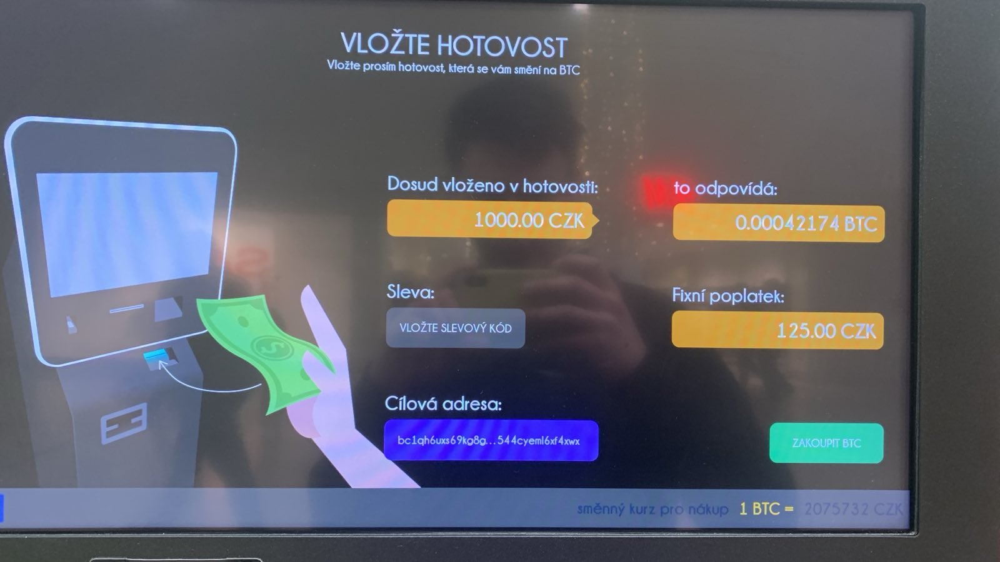 VLOŽTE HOTOVOST
Vložte prosím hotovost, která se vám smění na BTC
Dosud vloženo v hotovosti:
to odpovídá:
1000.00 CZK
0.00042174 BTC
Sleva:
Fixní poplatek:
VLOŽTE SLEVOVÝ KÓD
125.00 CZK
Cílová adresa:
bc1qh6uxs69kg8g...544cyeml6xf4xwx
ZAKOUPIT BTC
směnný kurz pro nákup 1 BTC = 2075732 CZK